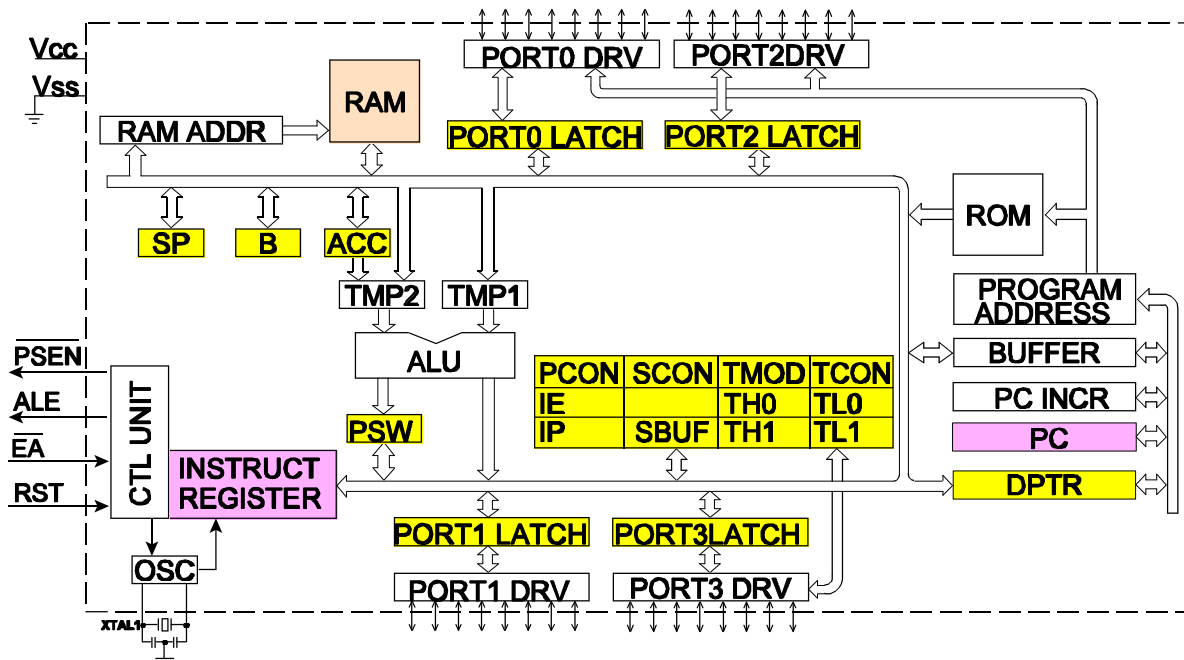 PORT0 DRV
PORT2DRV
Vcc
Vss
RAM
RAM ADDR
PORT0 LATCH
PORT2 LATCH
ROM
SP
B
ACC
TMP2
TMP1
PROGRAM
ADDRESS
ALU
BUFFER
PSEN
PCON SCON TMOD TCON
ALE
IE TH0 TL0
PC INCR
IP SBUF TH1 TL1
PSW
PC
EA
CTL UNIT
INSTRUCT
REGISTER
RST
DPTR
PORT1 LATCH
PORT3LATCH
OSC
PORT1 DRV
PORT3 DRV
XTAL1